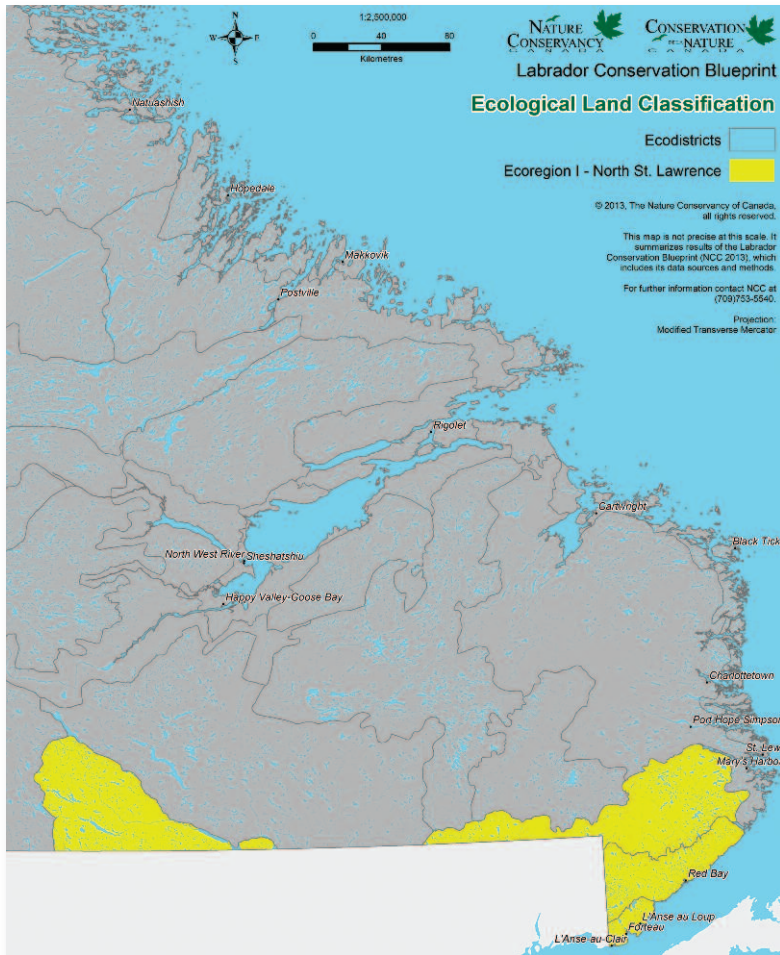 N
W E
S
1:2,500,000
0 40 80
Kilometres
NATURE
CONSERVANCY
CANADA
CONSERVATION
DE LA NATURE
CANADA
Labrador Conservation Blueprint
Ecological Land Classification
Ecodistricts
Ecoregion I - North St. Lawrence
© 2013, The Nature Conservancy of Canada,
all rights reserved.
This map is not precise at this scale. It
summarizes results of the Labrador
Conservation Blueprint (NCC 2013), which
includes its data sources and methods.
For further information contact NCC at
(709)753-5540.
Projection:
Modified Transverse Mercator
Natuashish
Hopedale
Makkovik
Postville
Rigolet
Cartwright
Black Tick
North West River
Sheshatshiu
Happy Valley-Goose Bay
Charlottetown
Port Hope Simpson
St. Lew
Mary's Harbo
Red Bay
L'Anse au Loup
Forteau
L'Anse au-Clair